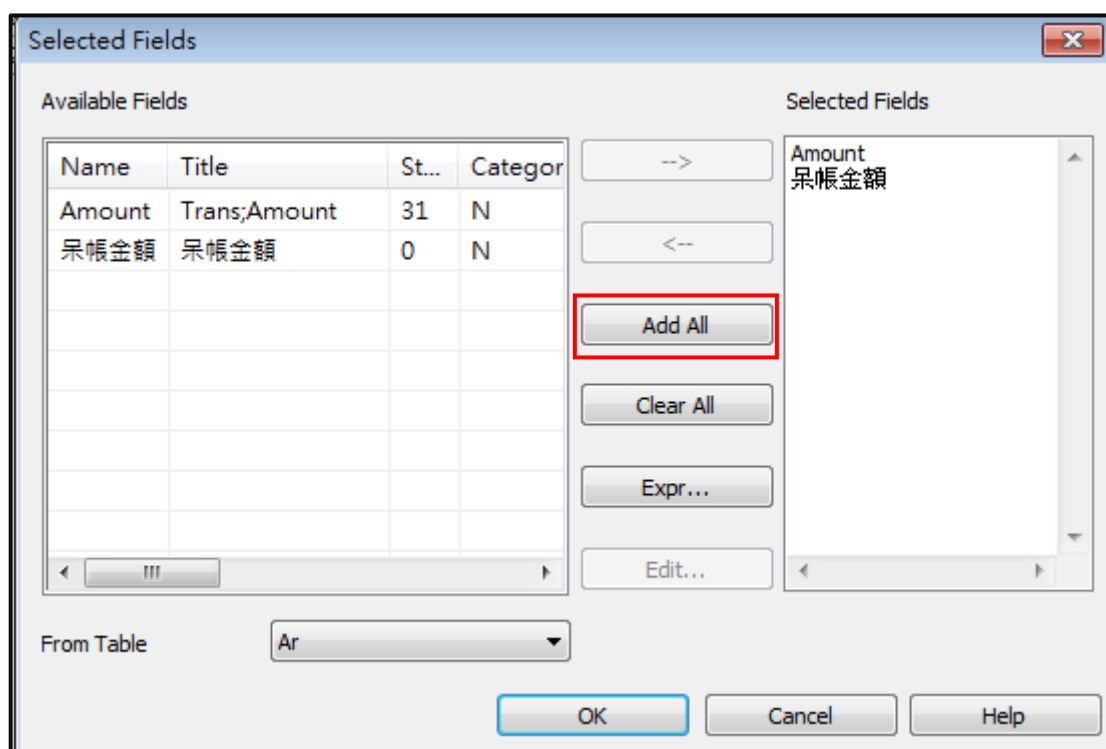 Selected Fields
Available Fields
Selected Fields
Name Title St... Categor
Amount Trans;Amount 31 N
呆帳金額 呆帳金額 0 N
-->
<--
Add All
Clear All
Expr...
Edit...
Amount
呆帳金額
From Table Ar
OK Cancel Help